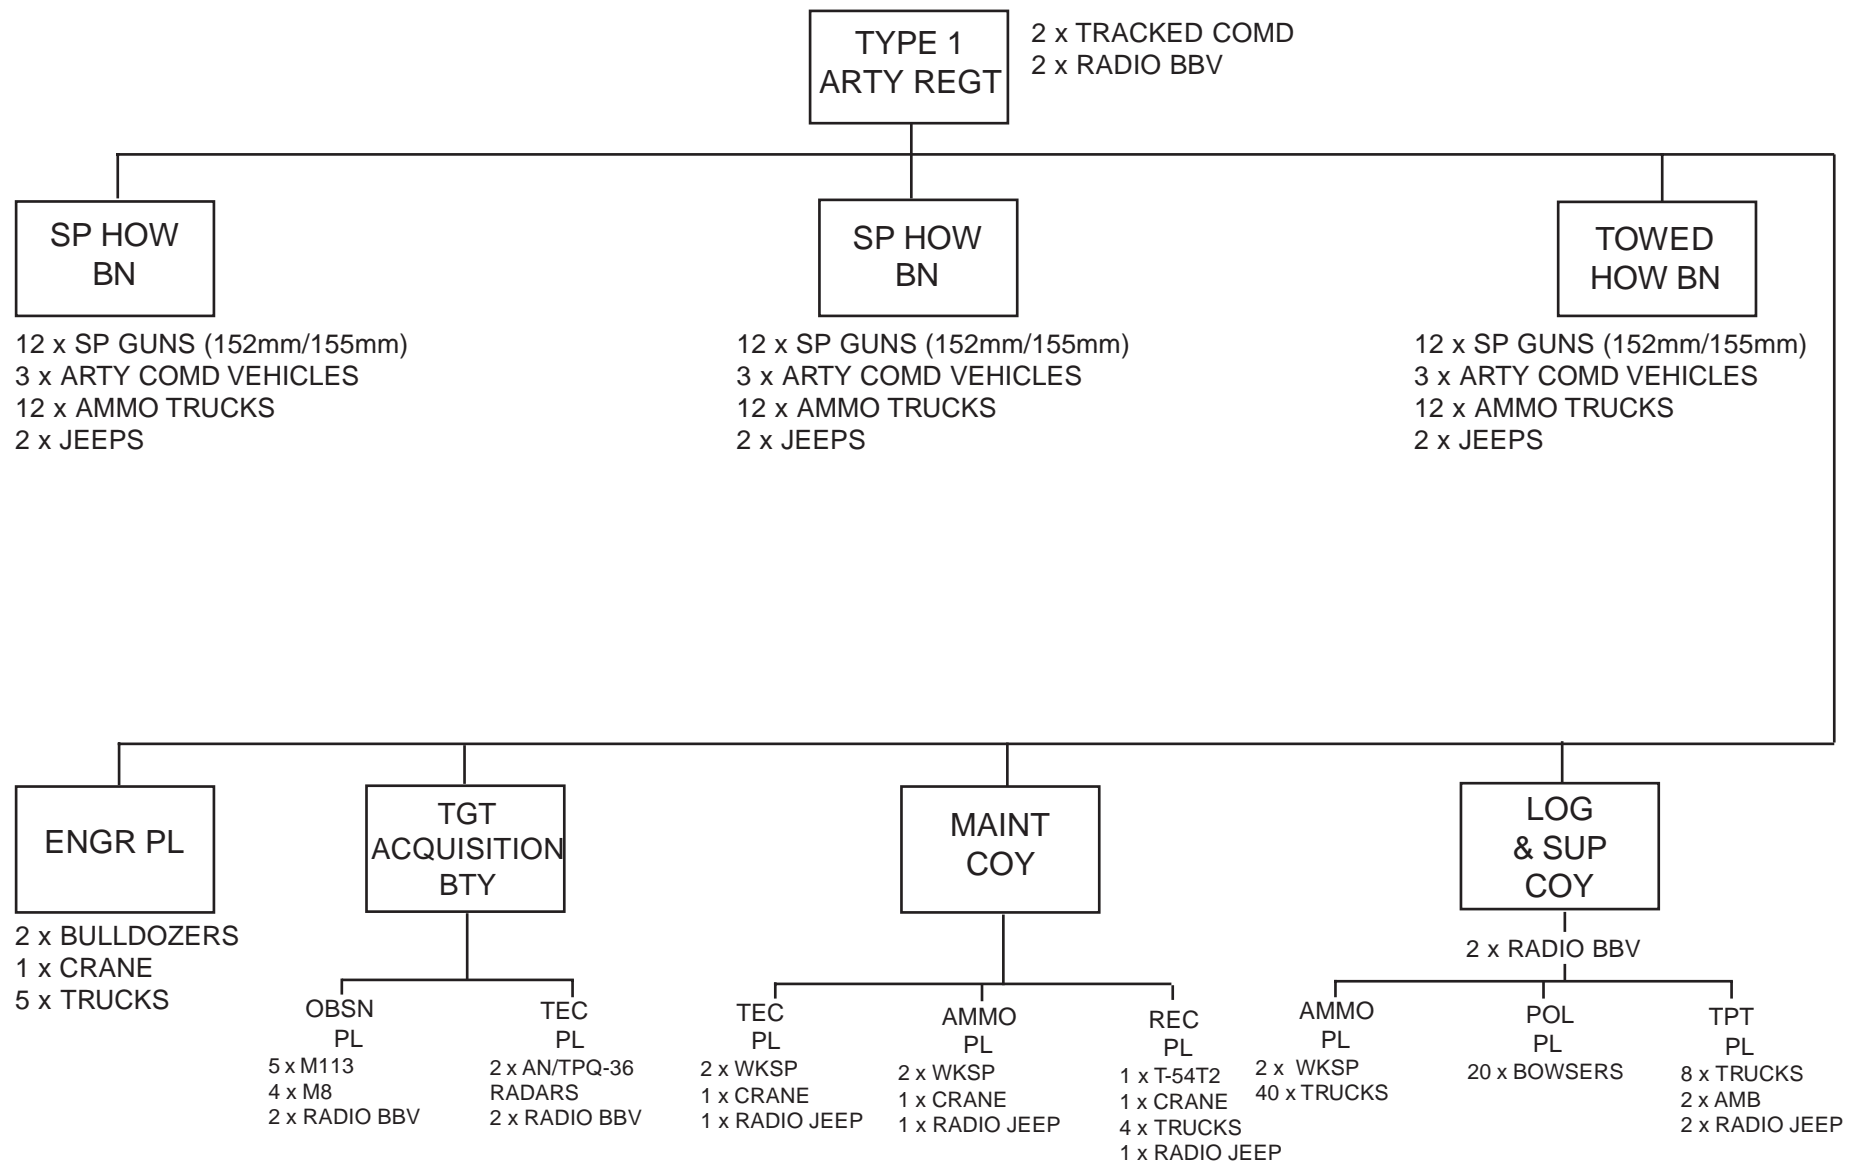 TYPE 1
ARTY REGT
2 x TRACKED COMD
2 x RADIO BBV
SP HOW
BN
12 x SP GUNS (152mm/155mm)
3 x ARTY COMD VEHICLES
12 x AMMO TRUCKS
2 x JEEPS
SP HOW
BN
12 x SP GUNS (152mm/155mm)
3 x ARTY COMD VEHICLES
12 x AMMO TRUCKS
2 x JEEPS
TOWED
HOW BN
12 x SP GUNS (152mm/155mm)
3 x ARTY COMD VEHICLES
12 x AMMO TRUCKS
2 x JEEPS
ENGR PL
2 x BULLDOZERS
1 x CRANE
5 x TRUCKS
TGT
ACQUISITION
BTY
OBSN
PL
5 x M113
4 x M8
2 x RADIO BBV
TEC
PL
2 x AN/TPQ-36
RADARS
2 x RADIO BBV
MAINT
COY
TEC
PL
2 x WKSP
1 x CRANE
1 x RADIO JEEP
AMMO
PL
2 x WKSP
1 x CRANE
1 x RADIO JEEP
REC
PL
1 x T-54T2
1 x CRANE
4 x TRUCKS
1 x RADIO JEEP
LOG
& SUP
COY
2 x RADIO BBV
AMMO
PL
2 x WKSP
40 x TRUCKS
POL
PL
20 x BOWSERS
TPT
PL
8 x TRUCKS
2 x AMB
2 x RADIO JEEP